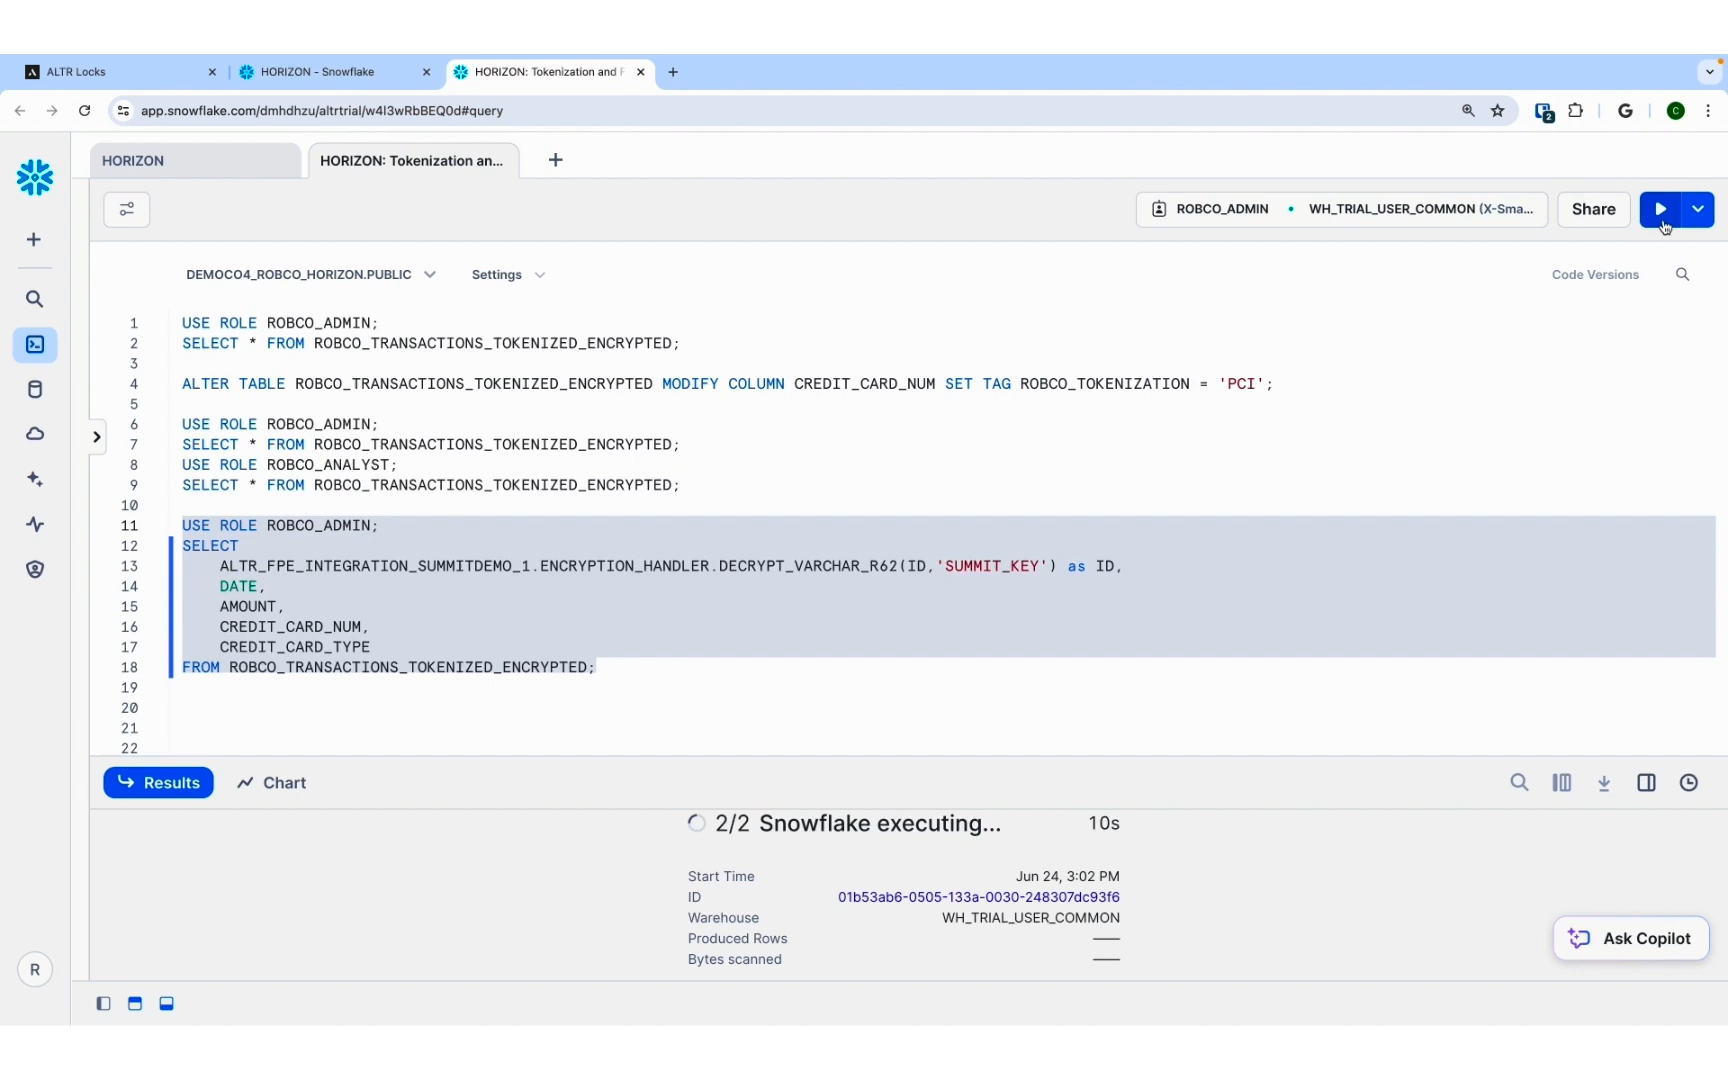 ALTR Locks
HORIZON - Snowflake
HORIZON: Tokenization and F
app.snowflake.com/dmhdhzu/altrtrial/w4l3wRbBEQ0d#query
2
G
C
HORIZON
HORIZON: Tokenization an...
ROBCO_ADMIN • WH_TRIAL_USER_COMMON (X-Sma...
Share
DEMOCO4_ROBCO_HORIZON.PUBLIC
Settings
Code Versions
1 USE ROLE ROBCO_ADMIN;
2 SELECT * FROM ROBCO_TRANSACTIONS_TOKENIZED_ENCRYPTED;
3
4 ALTER TABLE ROBCO_TRANSACTIONS_TOKENIZED_ENCRYPTED MODIFY COLUMN CREDIT_CARD_NUM SET TAG ROBCO_TOKENIZATION = 'PCI';
5
6 USE ROLE ROBCO_ADMIN;
7 SELECT * FROM ROBCO_TRANSACTIONS_TOKENIZED_ENCRYPTED;
8 USE ROLE ROBCO_ANALYST;
9 SELECT * FROM ROBCO_TRANSACTIONS_TOKENIZED_ENCRYPTED;
10
11 USE ROLE ROBCO_ADMIN;
12 SELECT
13 ALTR_FPE_INTEGRATION_SUMMITDEMO_1.ENCRYPTION_HANDLER.DECRYPT_VARCHAR_R62(ID,'SUMMIT_KEY') as ID,
14 DATE,
15 AMOUNT,
16 CREDIT_CARD_NUM,
17 CREDIT_CARD_TYPE
18 FROM ROBCO_TRANSACTIONS_TOKENIZED_ENCRYPTED;
19
20
21
22
Results
Chart
2/2 Snowflake executing... 10s
Start Time Jun 24, 3:02 PM
ID 01b53ab6-0505-133a-0030-248307dc93f6
Warehouse WH_TRIAL_USER_COMMON
Produced Rows
Bytes scanned
Ask Copilot
R